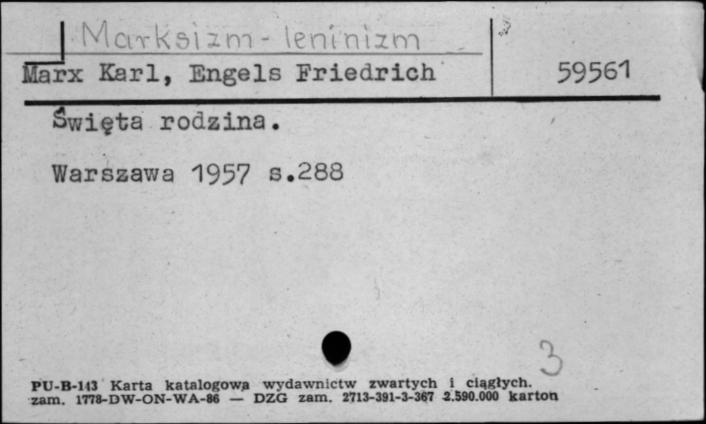 Marksizm - leninizm
Marx Karl, Engels Friedrich 59561
Święta rodzina.
Warszawa 1957 s.288
3
PU-B-143 Karta katalogowa wydawnictw zwartych i ciągłych.
zam. 1778-DW-ON-WA-86 — DZG zam. 2713-391-3-367 2.590.000 karton